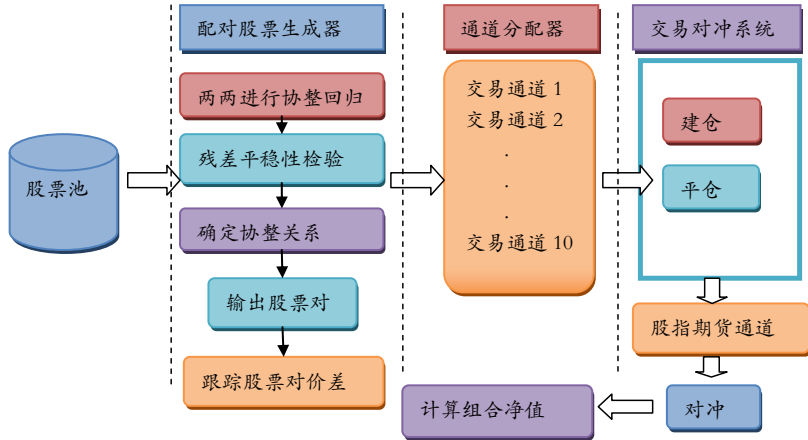 配对股票生成器
通道分配器
交易对冲系统
股票池
两两进行协整回归
残差平稳性检验
确定协整关系
输出股票对
跟踪股票对价差
交易通道 1
交易通道 2
.
.
.
交易通道 10
建仓
平仓
股指期货通道
对冲
计算组合净值